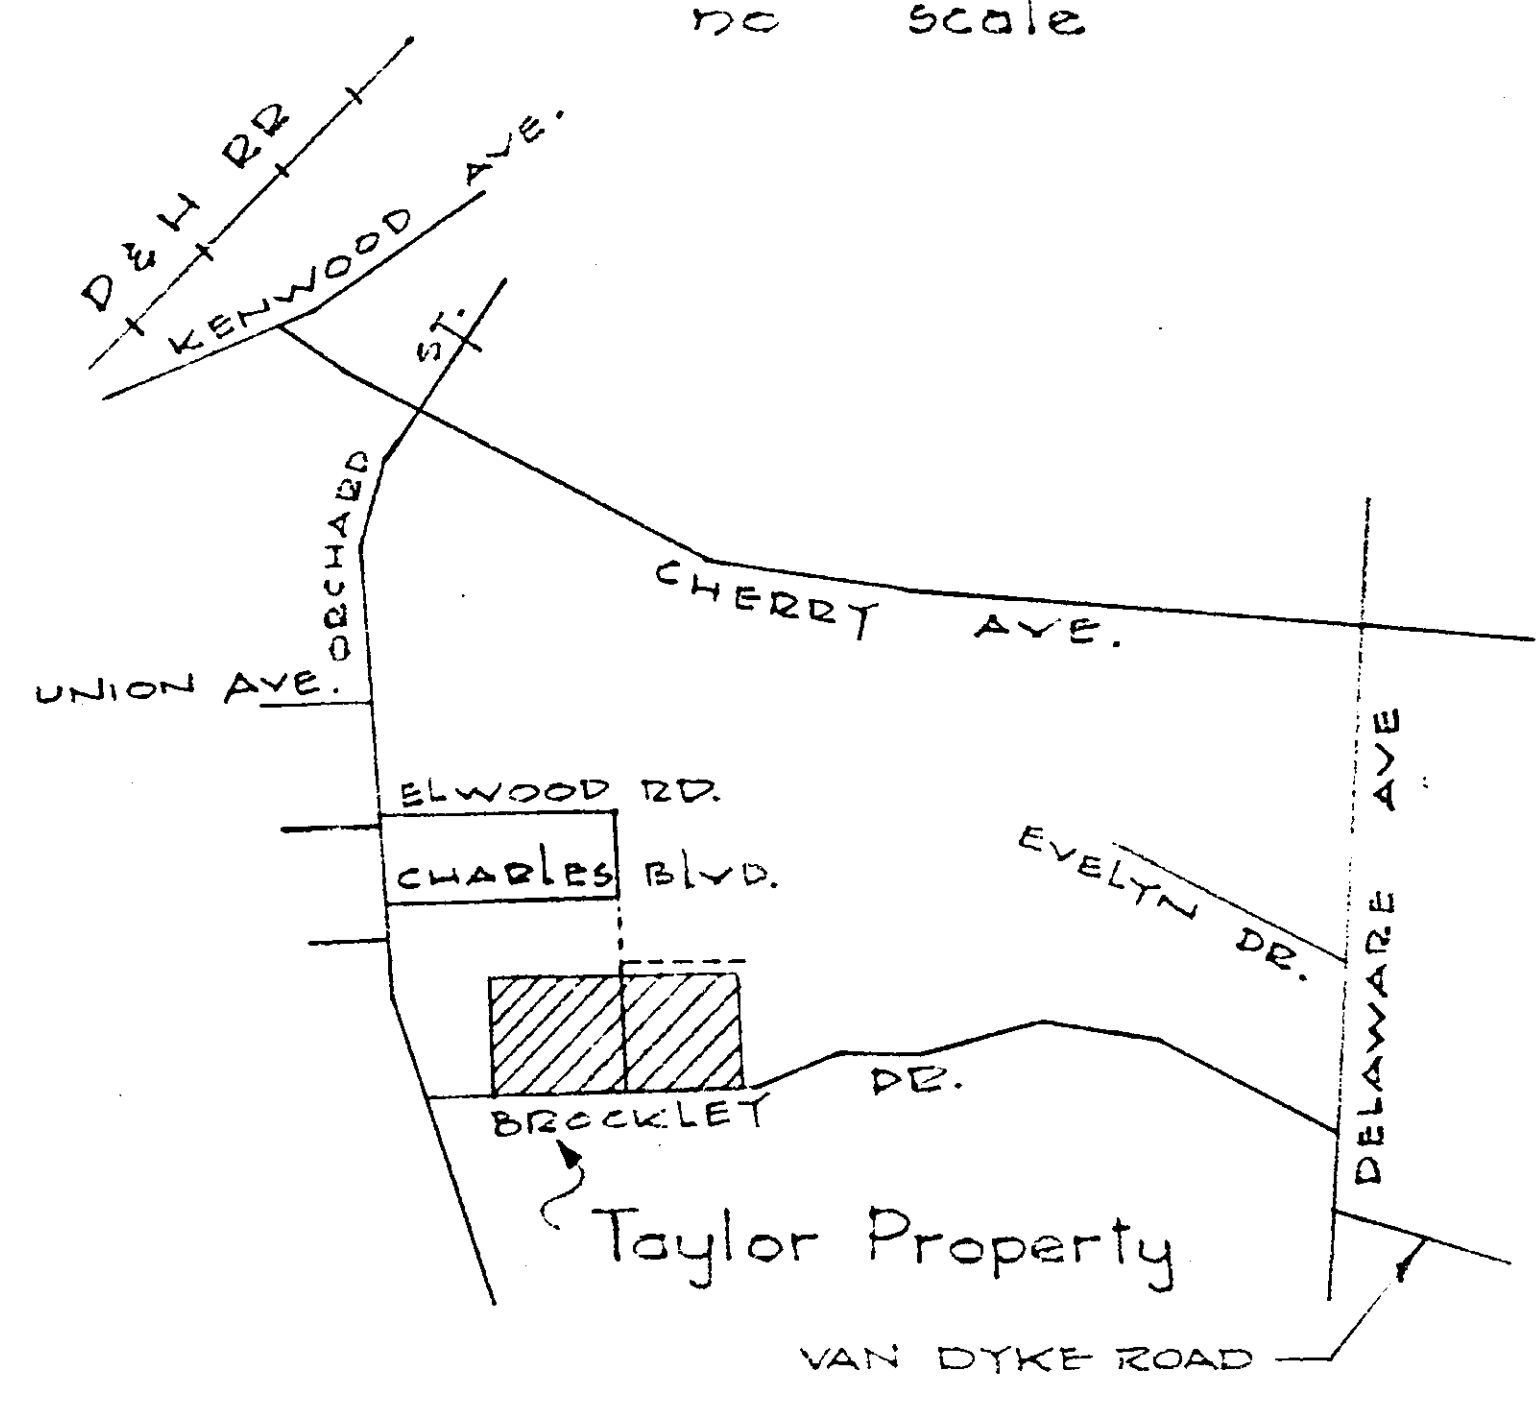 no scale
D & H RR
KENWOOD AVE.
ORCHARD ST.
CHERRY AVE.
UNION AVE.
ELWOOD RD.
CHARlES BlVD.
EVELYN DR.
DELAWARE AVE
BROCKLEY DR.
Taylor Property
VAN DYKE ROAD